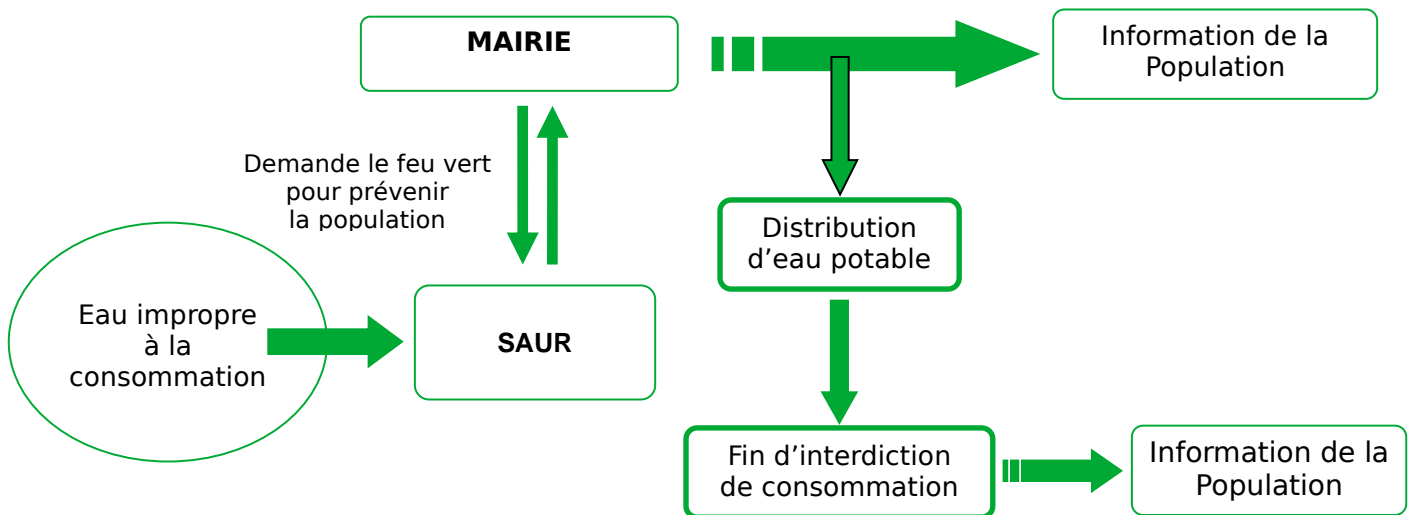 MAIRIE
Information de la
Population
Demande le feu vert
pour prévenir
la population
Distribution
d’eau potable
Eau impropre
à la
consommation
SAUR
Fin d’interdiction
de consommation
Information de la
Population